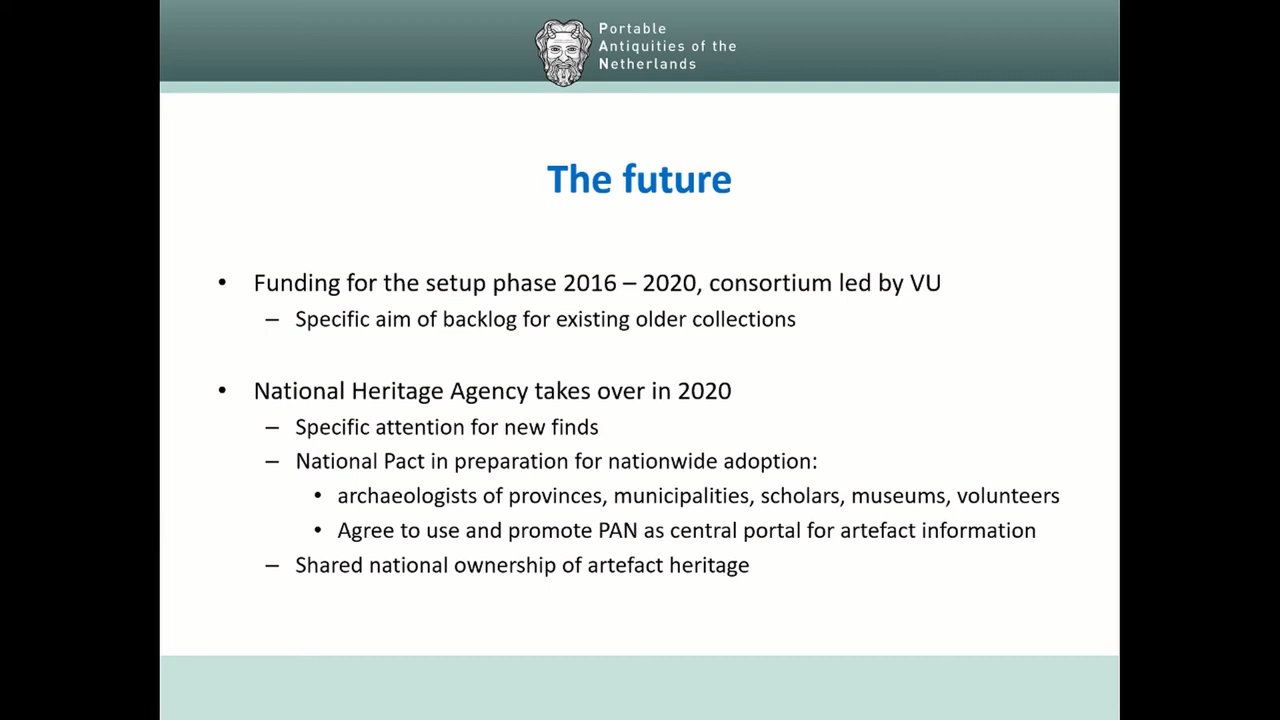 Portable
Antiquities of the
Netherlands
The future
• Funding for the setup phase 2016 – 2020, consortium led by VU
– Specific aim of backlog for existing older collections
• National Heritage Agency takes over in 2020
– Specific attention for new finds
– National Pact in preparation for nationwide adoption:
• archaeologists of provinces, municipalities, scholars, museums, volunteers
• Agree to use and promote PAN as central portal for artefact information
– Shared national ownership of artefact heritage